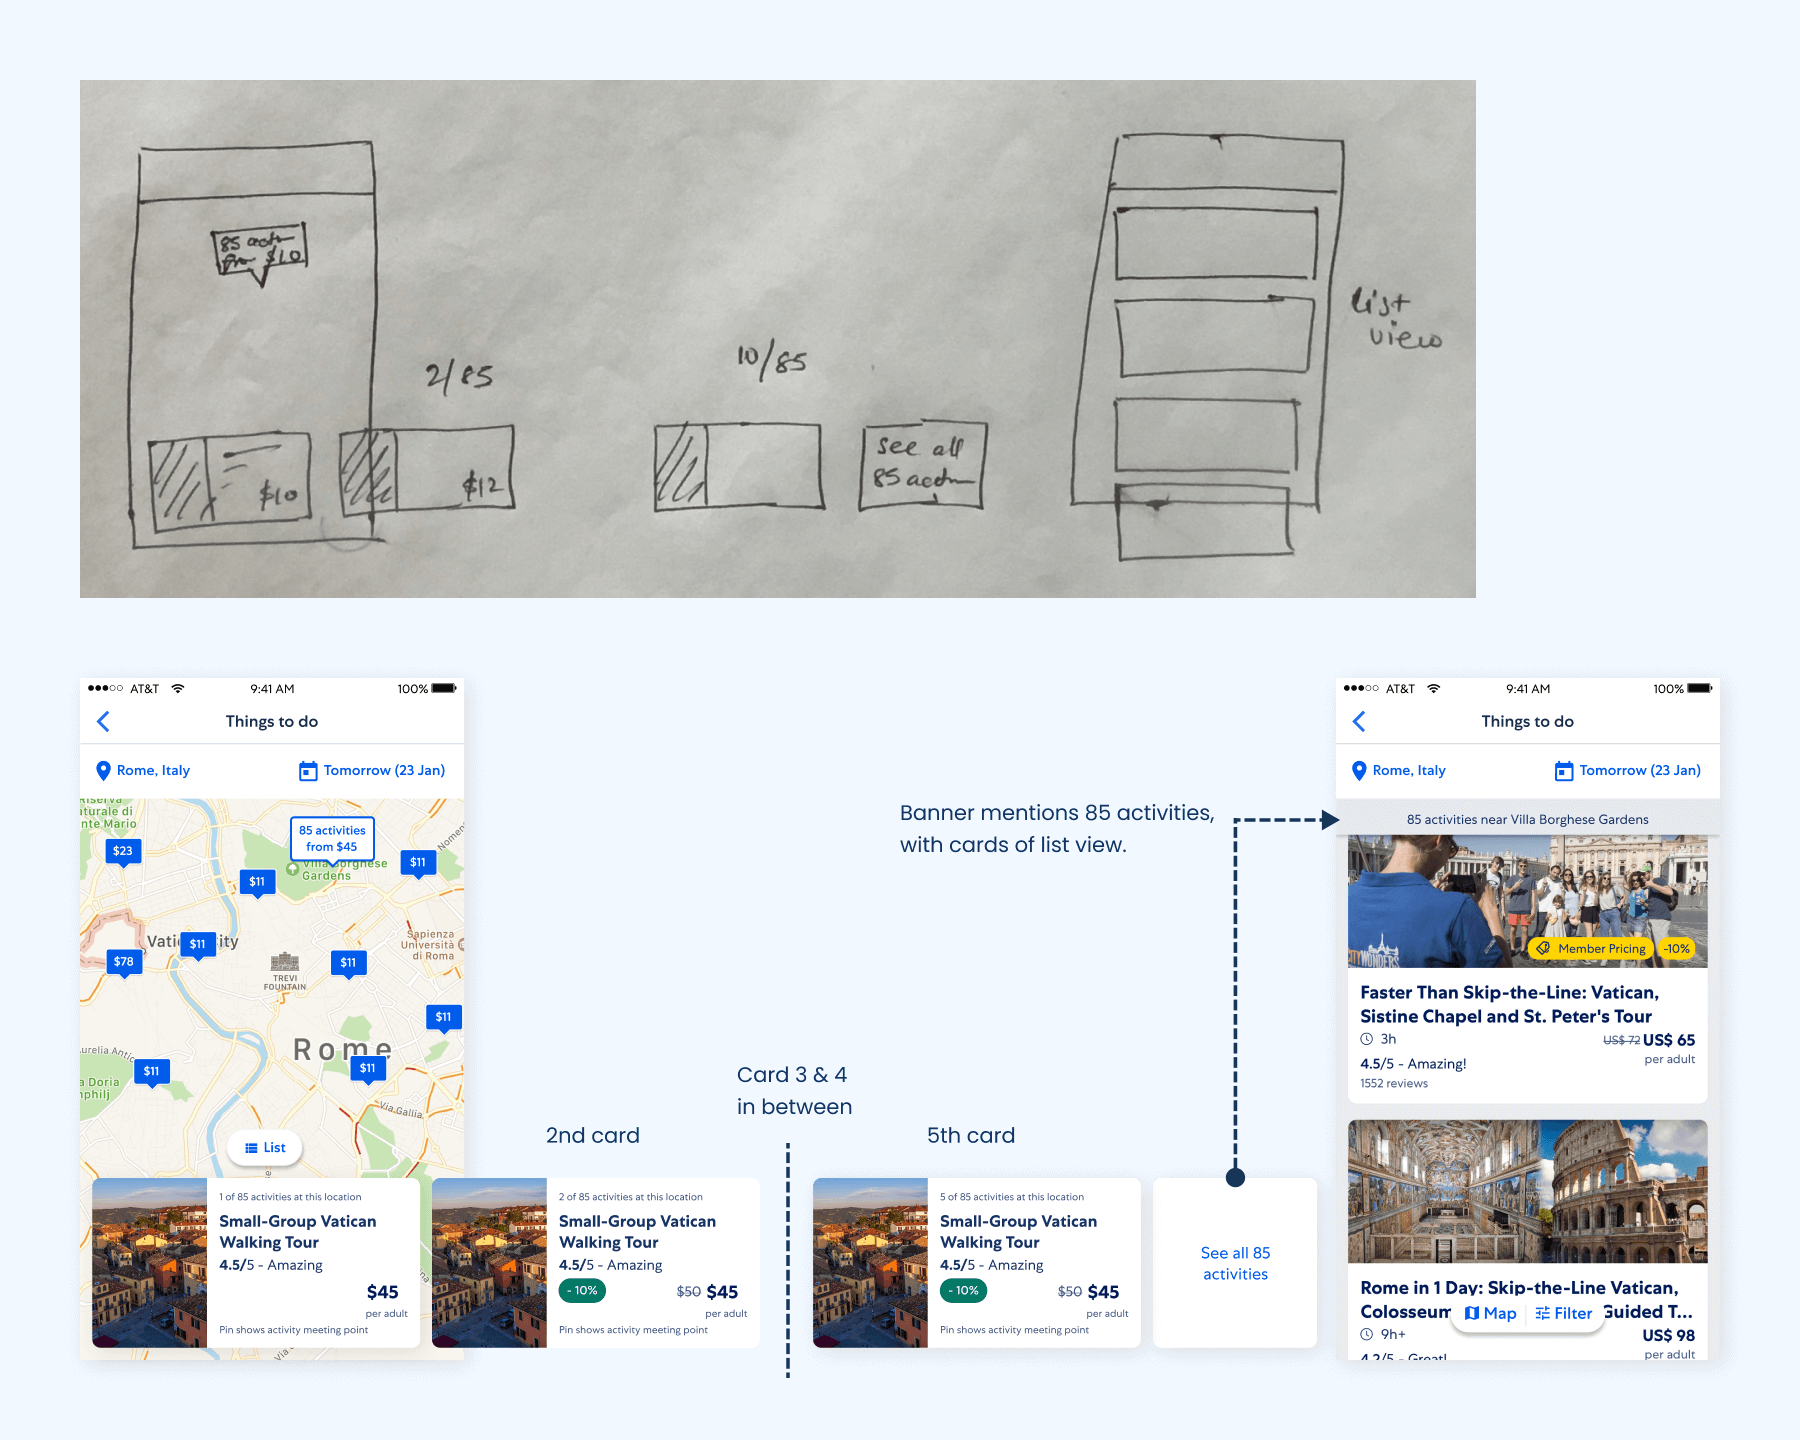 85
from $10
2/85
10/85
$10
$12
see all
85
list
view
AT&T
9:41 AM
100%
Things to do
Rome, Italy
Tomorrow (23 Jan)
nte Mario
$23
85 activities
from $45
Villa Borghese
Gardens
$11
$11
Vatican City
$11
$78
Sapienza
Università
di Roma
$11
TREVI
FOUNTAIN
$11
Rome
$11
$11
Via Gallia
List
1 of 85 activities at this location
Small-Group Vatican
Walking Tour
4.5/5 - Amazing
$45
per adult
Pin shows activity meeting point
2nd card
2 of 85 activities at this location
Small-Group Vatican
Walking Tour
4.5/5 - Amazing
- 10%
$50 $45
per adult
Pin shows activity meeting point
Card 3 & 4
in between
5th card
5 of 85 activities at this location
Small-Group Vatican
Walking Tour
4.5/5 - Amazing
- 10%
$50 $45
per adult
Pin shows activity meeting point
See all 85
activities
Banner mentions 85 activities,
with cards of list view.
AT&T
9:41 AM
100%
Things to do
Rome, Italy
Tomorrow (23 Jan)
85 activities near Villa Borghese Gardens
CITY WONDERS
Member Pricing
-10%
Faster Than Skip-the-Line: Vatican,
Sistine Chapel and St. Peter's Tour
3h
US$ 72 US$ 65
per adult
4.5/5 - Amazing!
1552 reviews
Rome in 1 Day: Skip-the-Line Vatican,
Colosseum
Guided T...
Map
Filter
9h+
US$ 98
per adult
4.2/5 - Great!